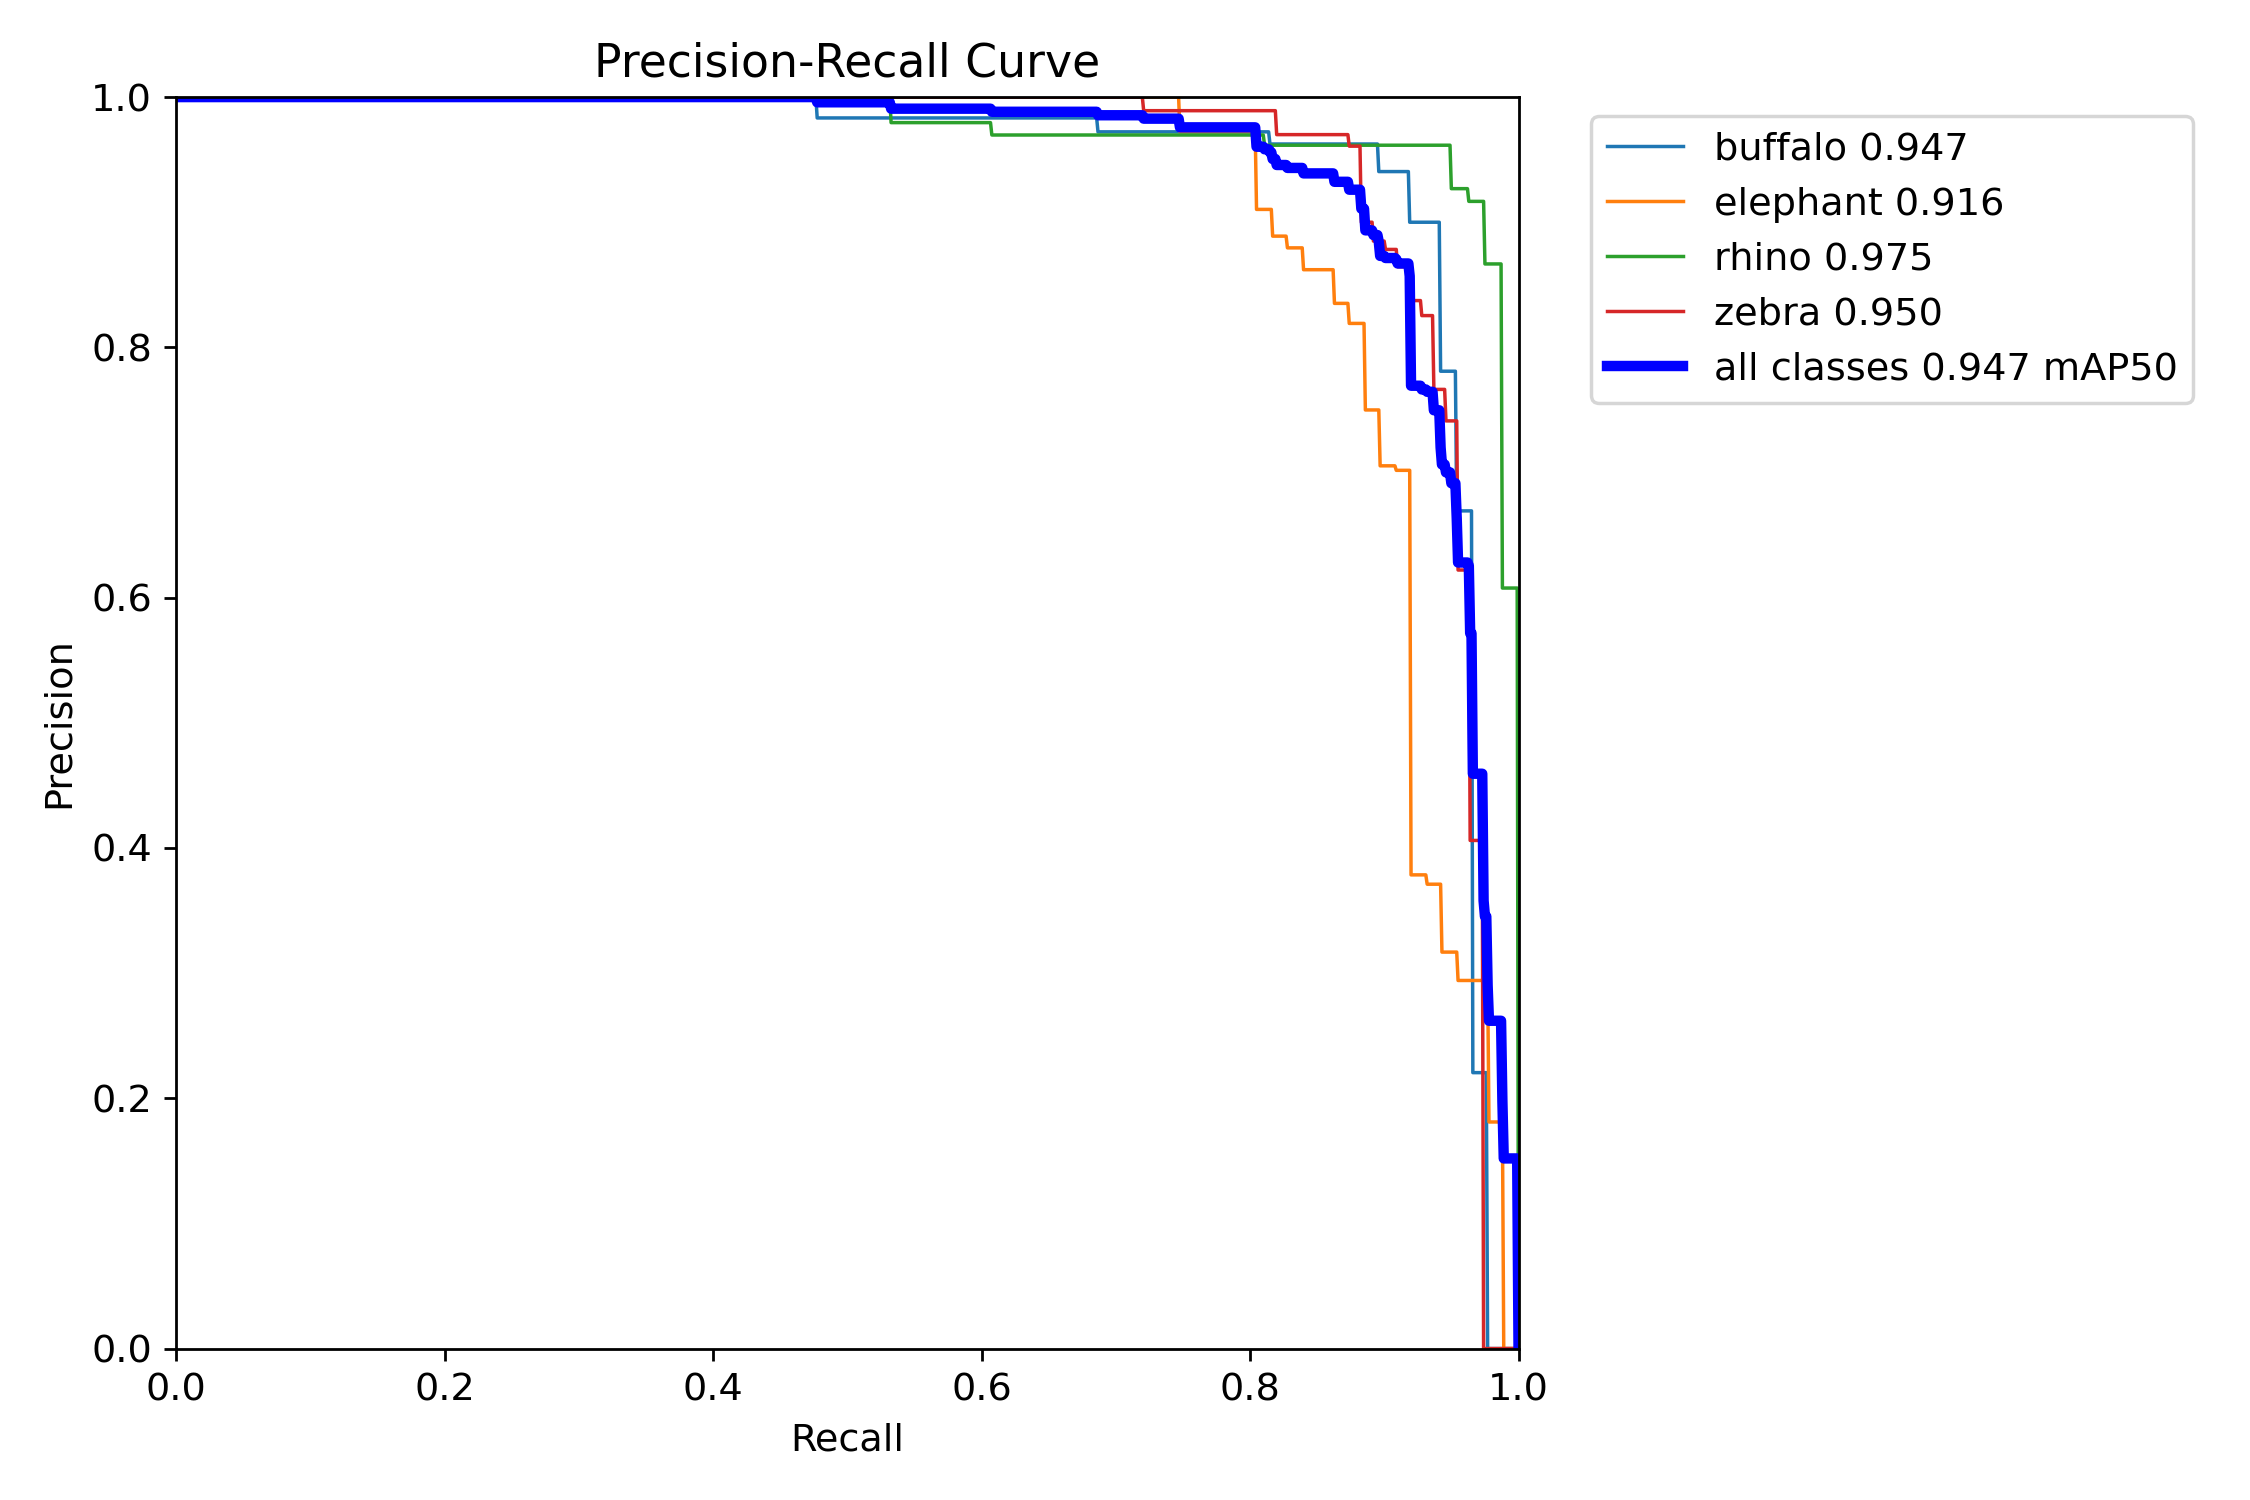 Precision-Recall Curve
1.0
0.8
0.6
0.4
0.2
0.0
Precision
0.0 0.2 0.4 0.6 0.8 1.0
Recall
buffalo 0.947
elephant 0.916
rhino 0.975
zebra 0.950
all classes 0.947 mAP50